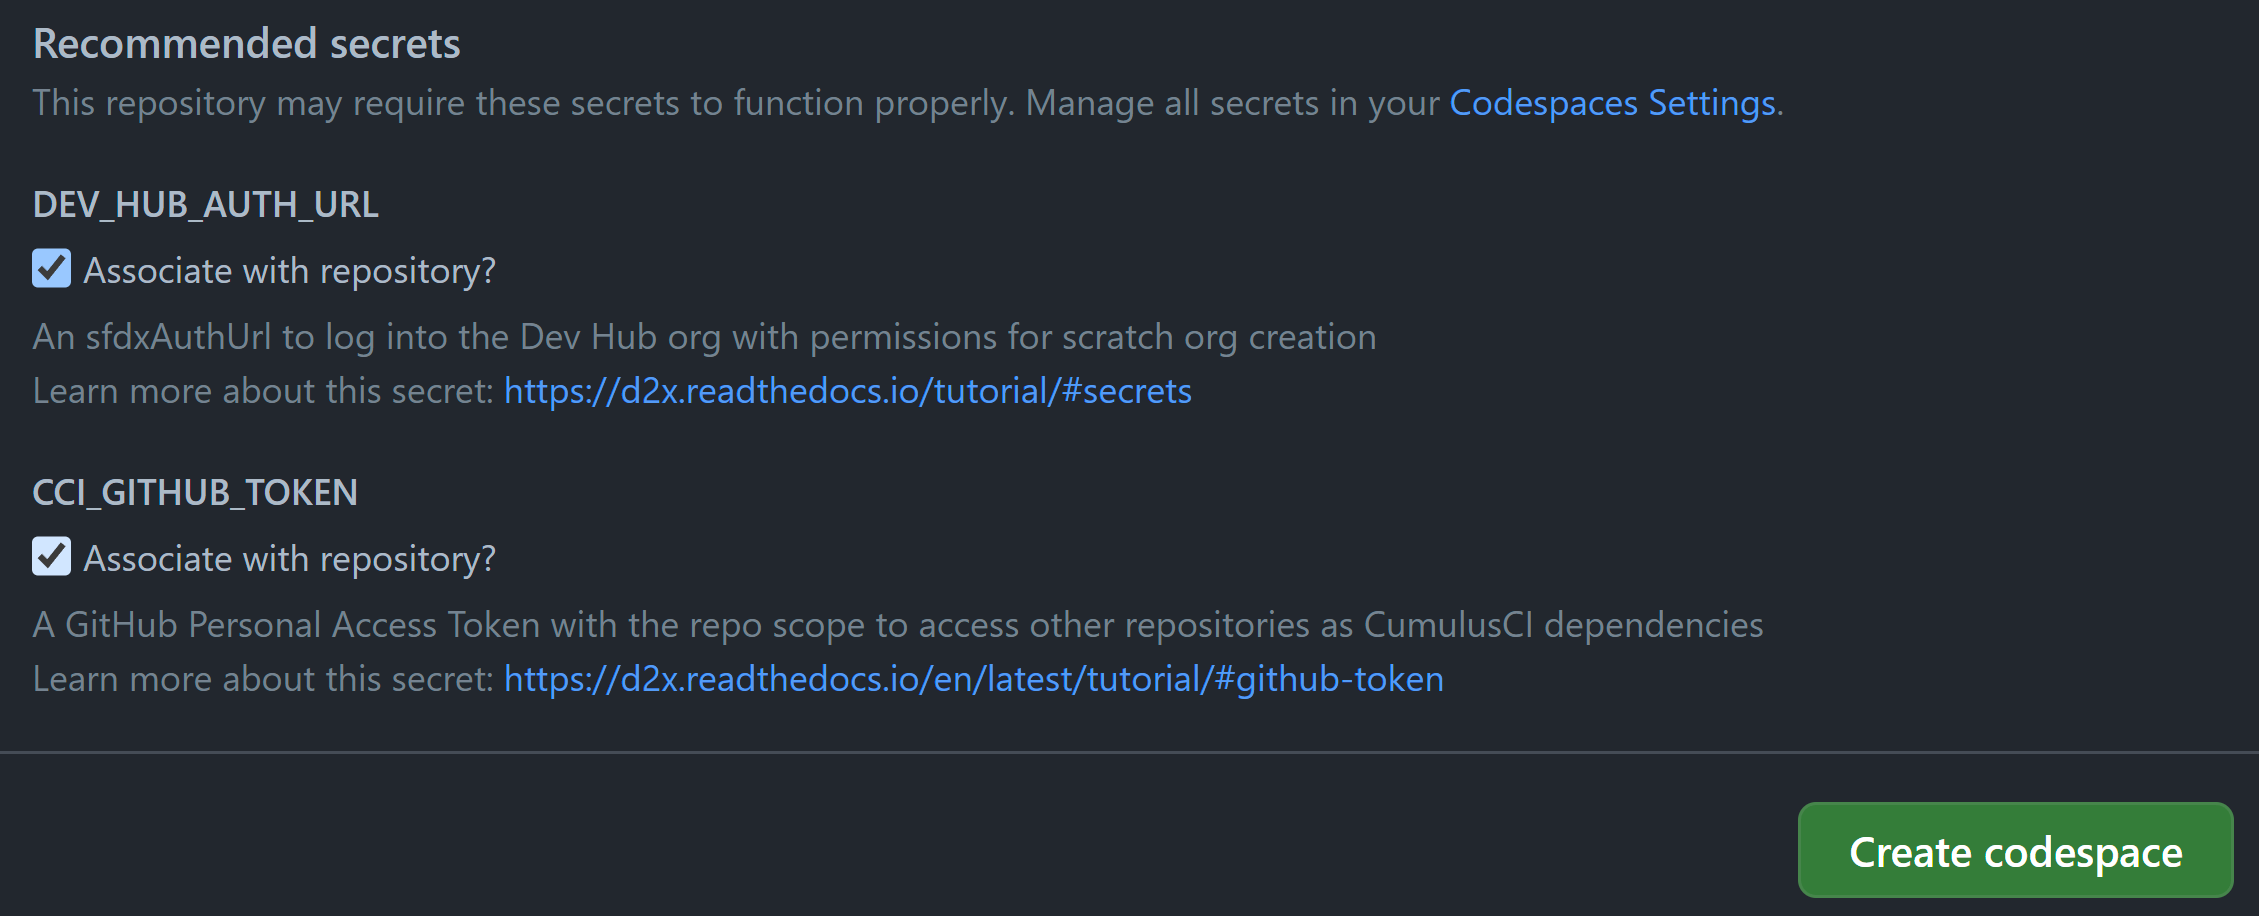 Recommended secrets
This repository may require these secrets to function properly. Manage all secrets in your Codespaces Settings.
DEV_HUB_AUTH_URL
Associate with repository?
An sfdxAuthUrl to log into the Dev Hub org with permissions for scratch org creation
Learn more about this secret: https://d2x.readthedocs.io/tutorial/#secrets
CCI_GITHUB_TOKEN
Associate with repository?
A GitHub Personal Access Token with the repo scope to access other repositories as CumulusCI dependencies
Learn more about this secret: https://d2x.readthedocs.io/en/latest/tutorial/#github-token
Create codespace